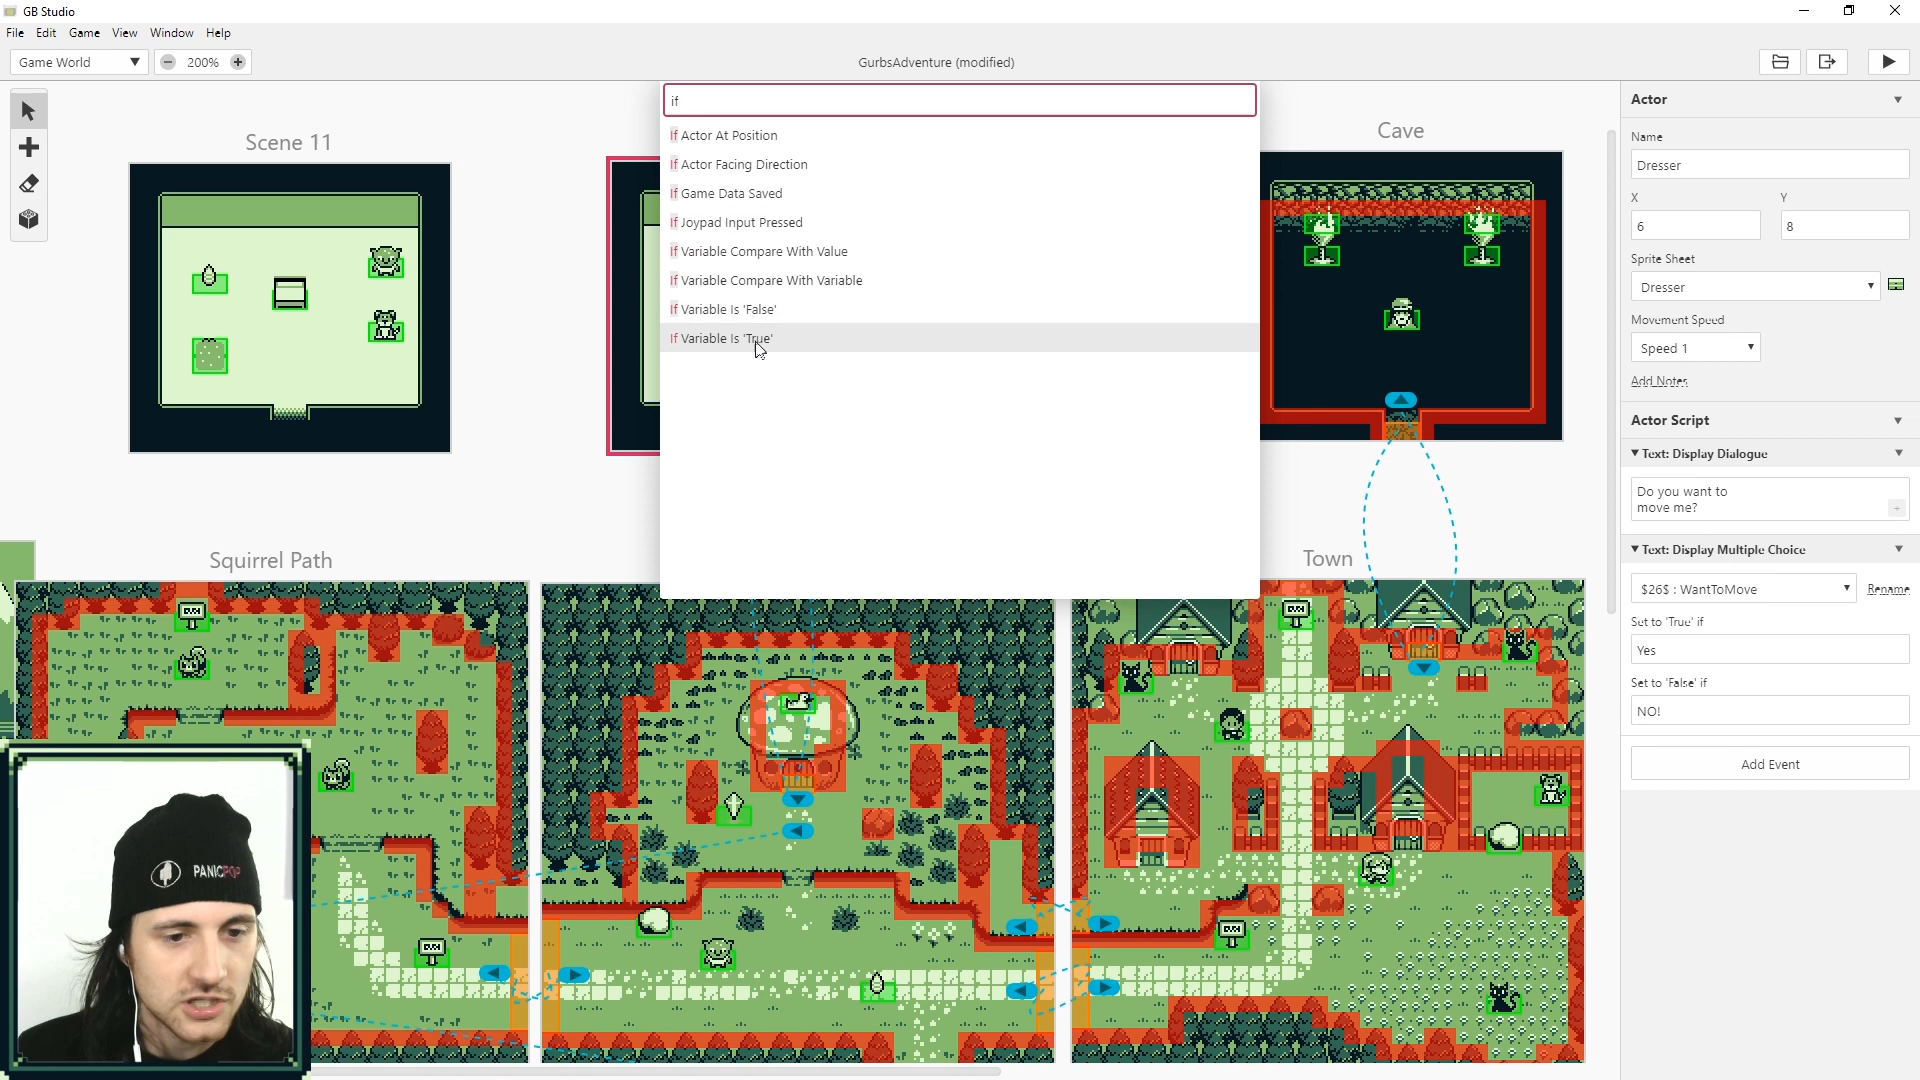 GB Studio
File Edit Game View Window Help
Game World
200%
GurbsAdventure (modified)
Scene 11
if
If Actor At Position
If Actor Facing Direction
If Game Data Saved
If Joypad Input Pressed
If Variable Compare With Value
If Variable Compare With Variable
If Variable Is 'False'
If Variable Is 'True'
Cave
Squirrel Path
Town
PANICPOP
Actor
Name
Dresser
X
Y
6
8
Sprite Sheet
Dresser
Movement Speed
Speed 1
Add Notes
Actor Script
Text: Display Dialogue
Do you want to
move me?
Text: Display Multiple Choice
$26$ : WantToMove
Rename
Set to 'True' if
Yes
Set to 'False' if
NO!
Add Event